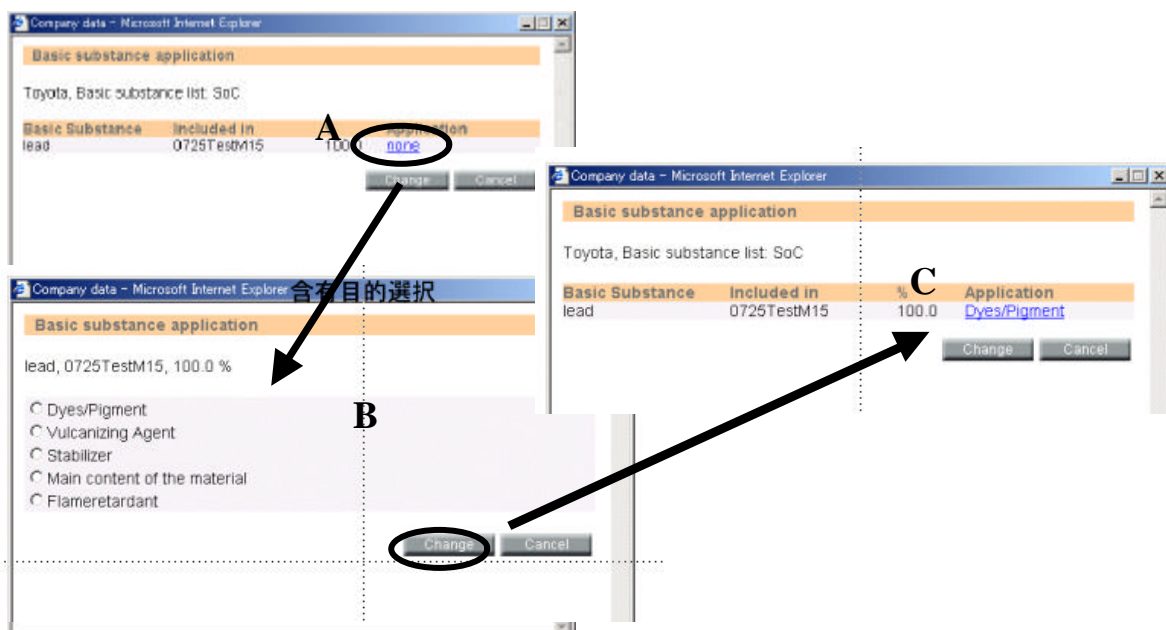 Company data - Microsoft Internet Explorer
Basic substance application
Toyota, Basic substance list: SoC
Basic Substance Included in Application
lead 0725TestM15 100.0 none
A
Change Cancel
Company data - Microsoft Internet Explorer
含有目的選択
Basic substance application
lead, 0725TestM15, 100.0 %
Dyes/Pigment
B
Vulcanizing Agent
Stabilizer
Main content of the material
Flameretardant
Change Cancel
Company data - Microsoft Internet Explorer
Basic substance application
Toyota, Basic substance list: SoC
C
Basic Substance Included in % Application
lead 0725TestM15 100.0 Dyes/Pigment
Change Cancel